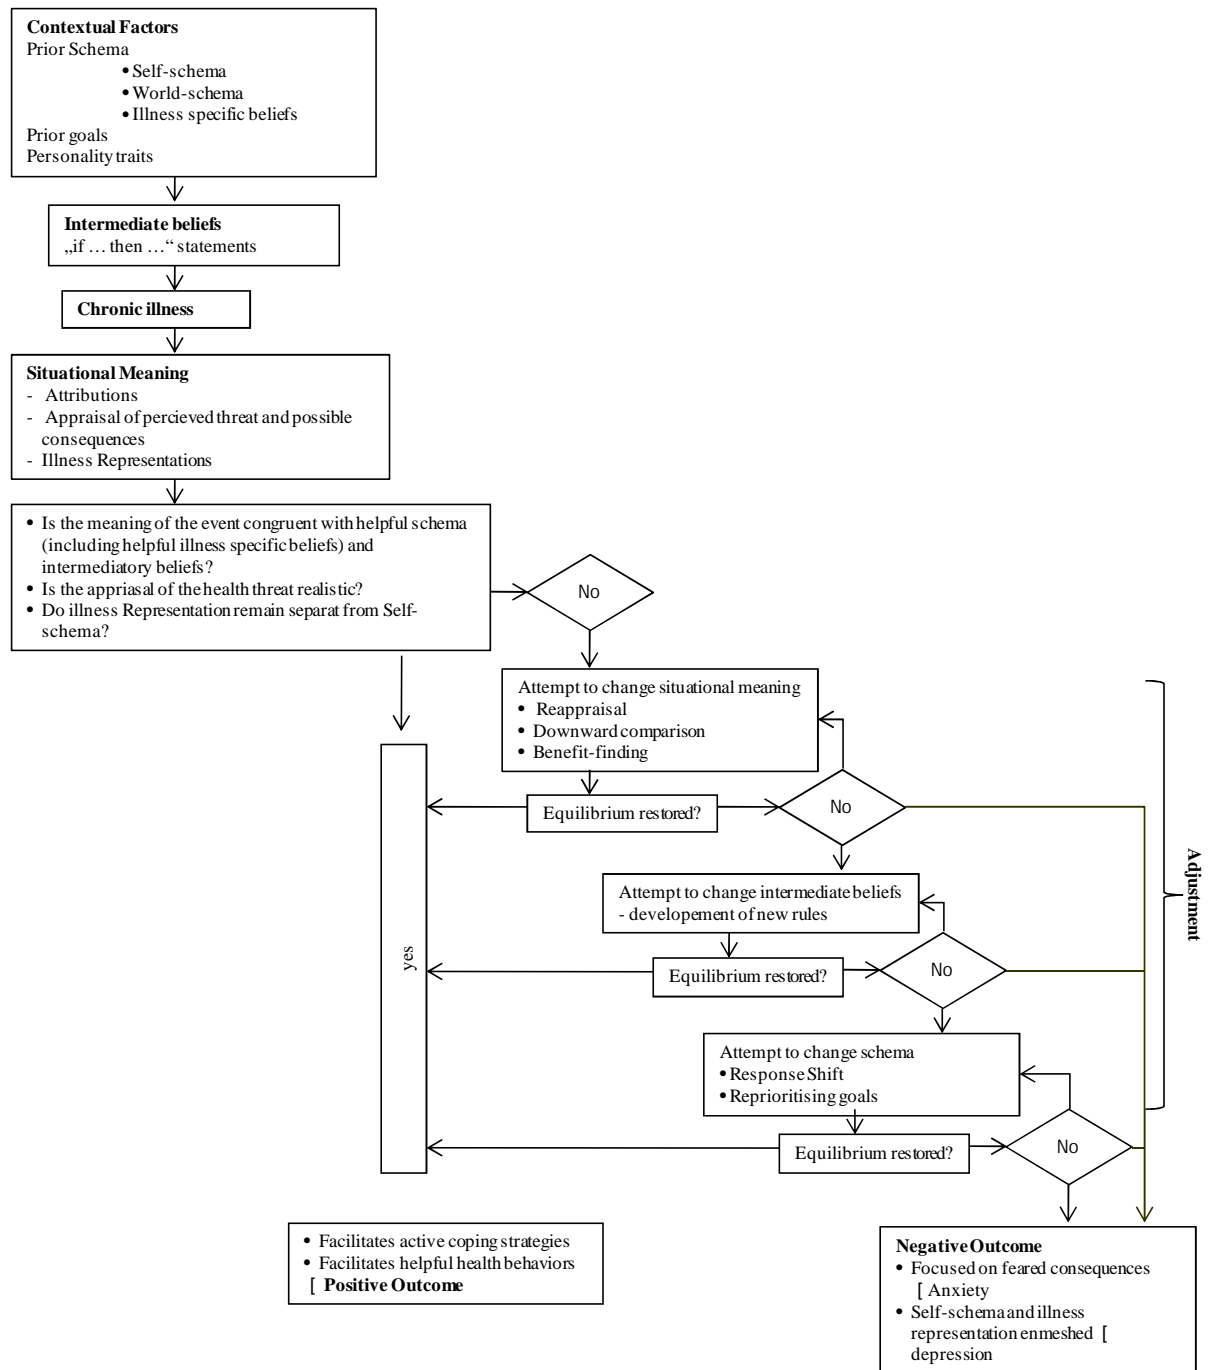 Contextual Factors
Prior Schema
• Self-schema
• World-schema
• Illness specific beliefs
Prior goals
Personality traits
Intermediate beliefs
„if … then …“ statements
Chronic illness
Situational Meaning
- Attributions
- Appraisal of percieved threat and possible
consequences
- Illness Representations
• Is the meaning of the event congruent with helpful schema
(including helpful illness specific beliefs) and
intermediatory beliefs?
• Is the appriasal of the health threat realistic?
• Do illness Representation remain separat from Self-
schema?
No
Attempt to change situational meaning
• Reappraisal
• Downward comparison
• Benefit-finding
Equilibrium restored?
No
Attempt to change intermediate beliefs
- developement of new rules
Equilibrium restored?
No
Attempt to change schema
• Response Shift
• Reprioritising goals
Equilibrium restored?
No
yes
Adjustment
• Facilitates active coping strategies
• Facilitates helpful health behaviors
[ Positive Outcome
Negative Outcome
• Focused on feared consequences
[ Anxiety
• Self-schema and illness
representation enmeshed [
depression